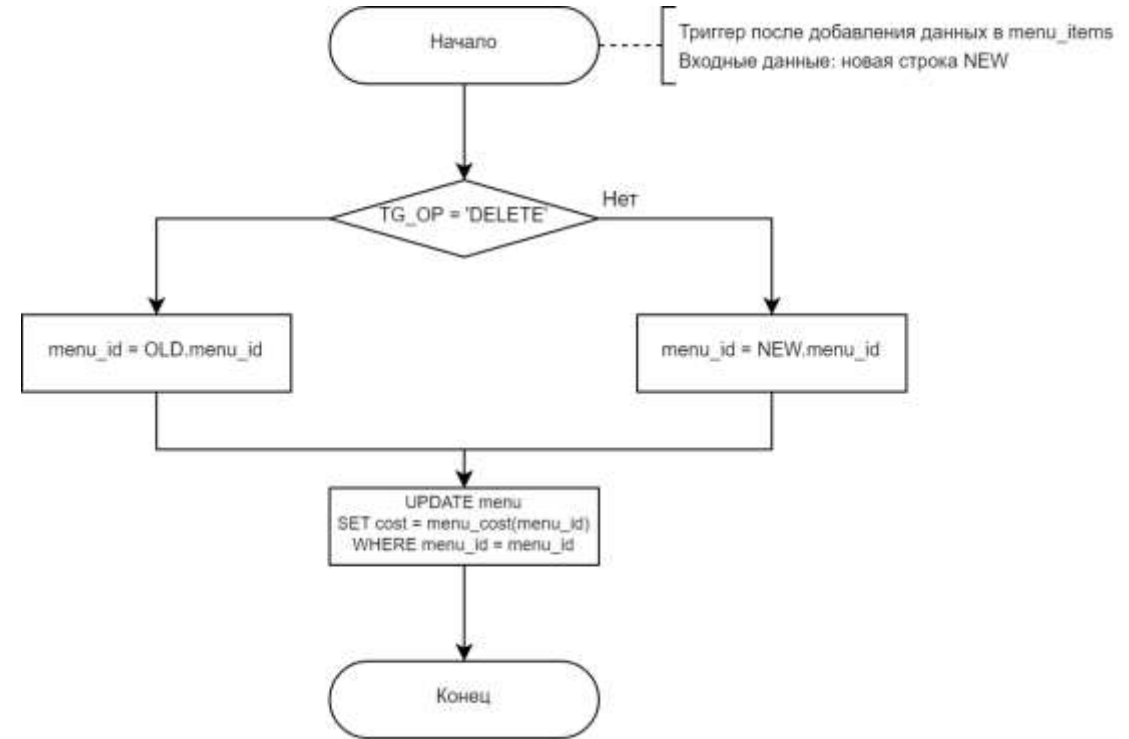 Начало
Триггер после добавления данных в menu_items
Входные данные: новая строка NEW
TG_OP = 'DELETE'
Нет
menu_id = OLD.menu_id
menu_id = NEW.menu_id
UPDATE menu
SET cost = menu_cost(menu_id)
WHERE menu_id = menu_id
Конец